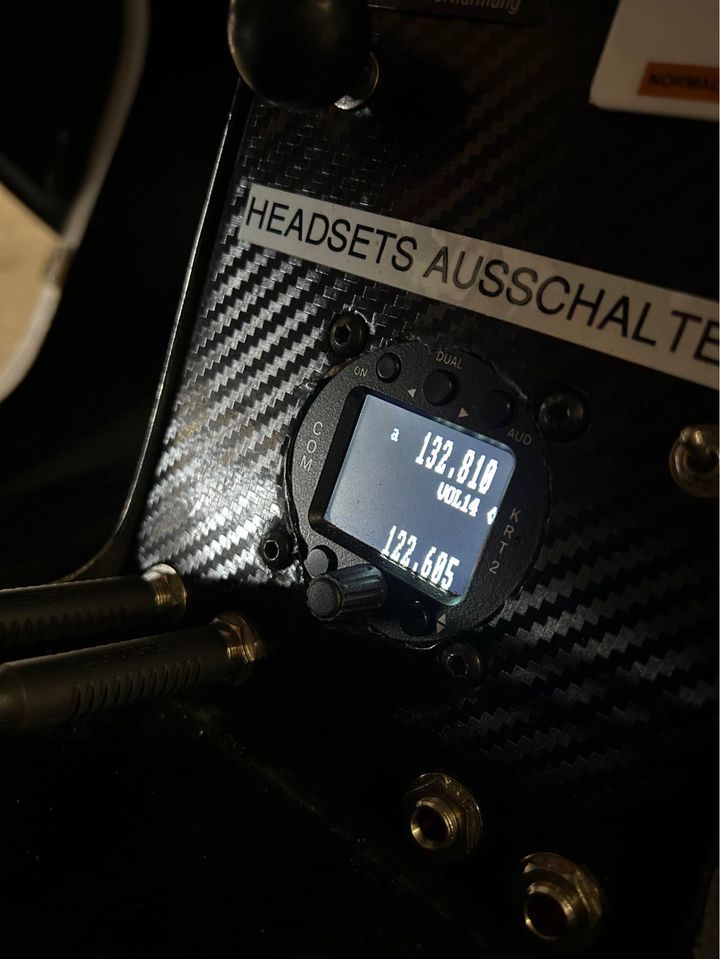 NORMAL
HEADSETS AUSSCHALTE
DUAL
ON
AUD
COM
a 132.810
VOL14
KRT2
122.605